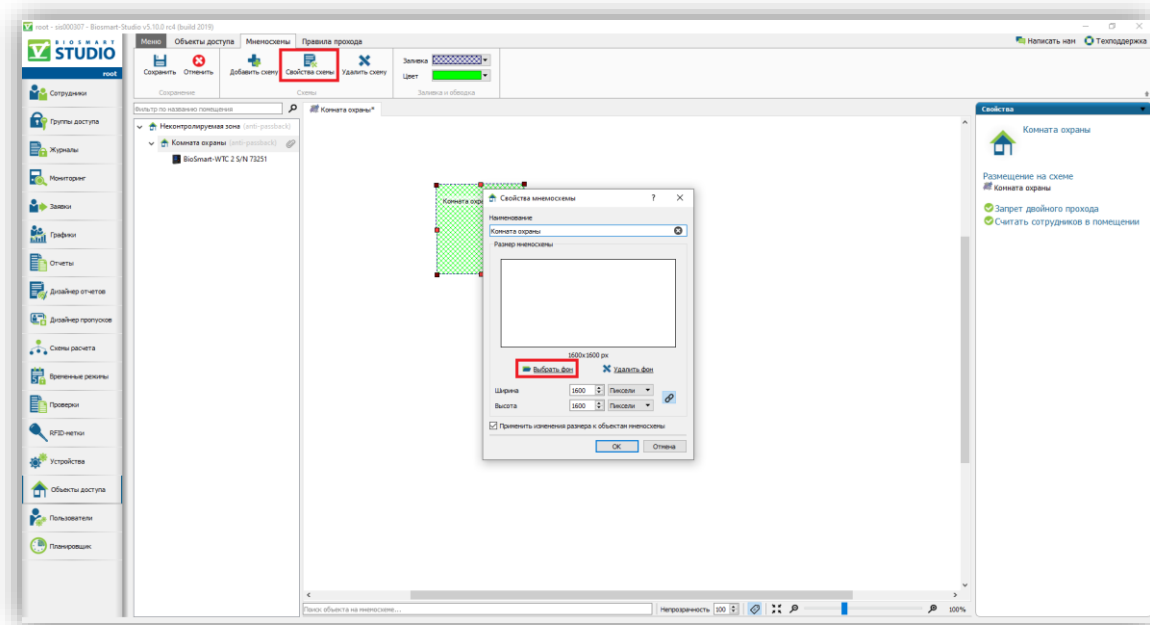 root - sis000307 - Biosmart-Studio v5.10.0 rc4 (build 2019)
BIOSMART
STUDIO
root
Меню Объекты доступа Мнемосхемы Правила прохода
Написать нам Техподдержка
Сохранить Отменить Добавить схему Свойства схемы Удалить схему
Заливка
Цвет
Сохранение Схемы Заливка и обводка
Сотрудники
Группы доступа
Журналы
Мониторинг
Заявки
Графики
Отчеты
Дизайнер отчетов
Дизайнер пропусков
Схемы расчета
Временные режимы
Проверки
RFID-метки
Устройства
Объекты доступа
Пользователи
Планировщик
Фильтр по названию помещения
Неконтролируемая зона (anti-passback)
Комната охраны (anti-passback)
BioSmart-WTC 2 S/N 73251
Комната охраны*
Комната охр
Свойства мнемосхемы ? ×
Наименование
Комната охраны
Размер мнемосхемы
1600x1600 px
Выбрать фон Удалить фон
Ширина 1600 Пиксели
Высота 1600 Пиксели
Применить изменения размера к объектам мнемосхемы
OK Отмена
Свойства
Комната охраны
Размещение на схеме
Комната охраны
Запрет двойного прохода
Считать сотрудников в помещении
Поиск объекта на мнемосхеме...
Непрозрачность 100
100%